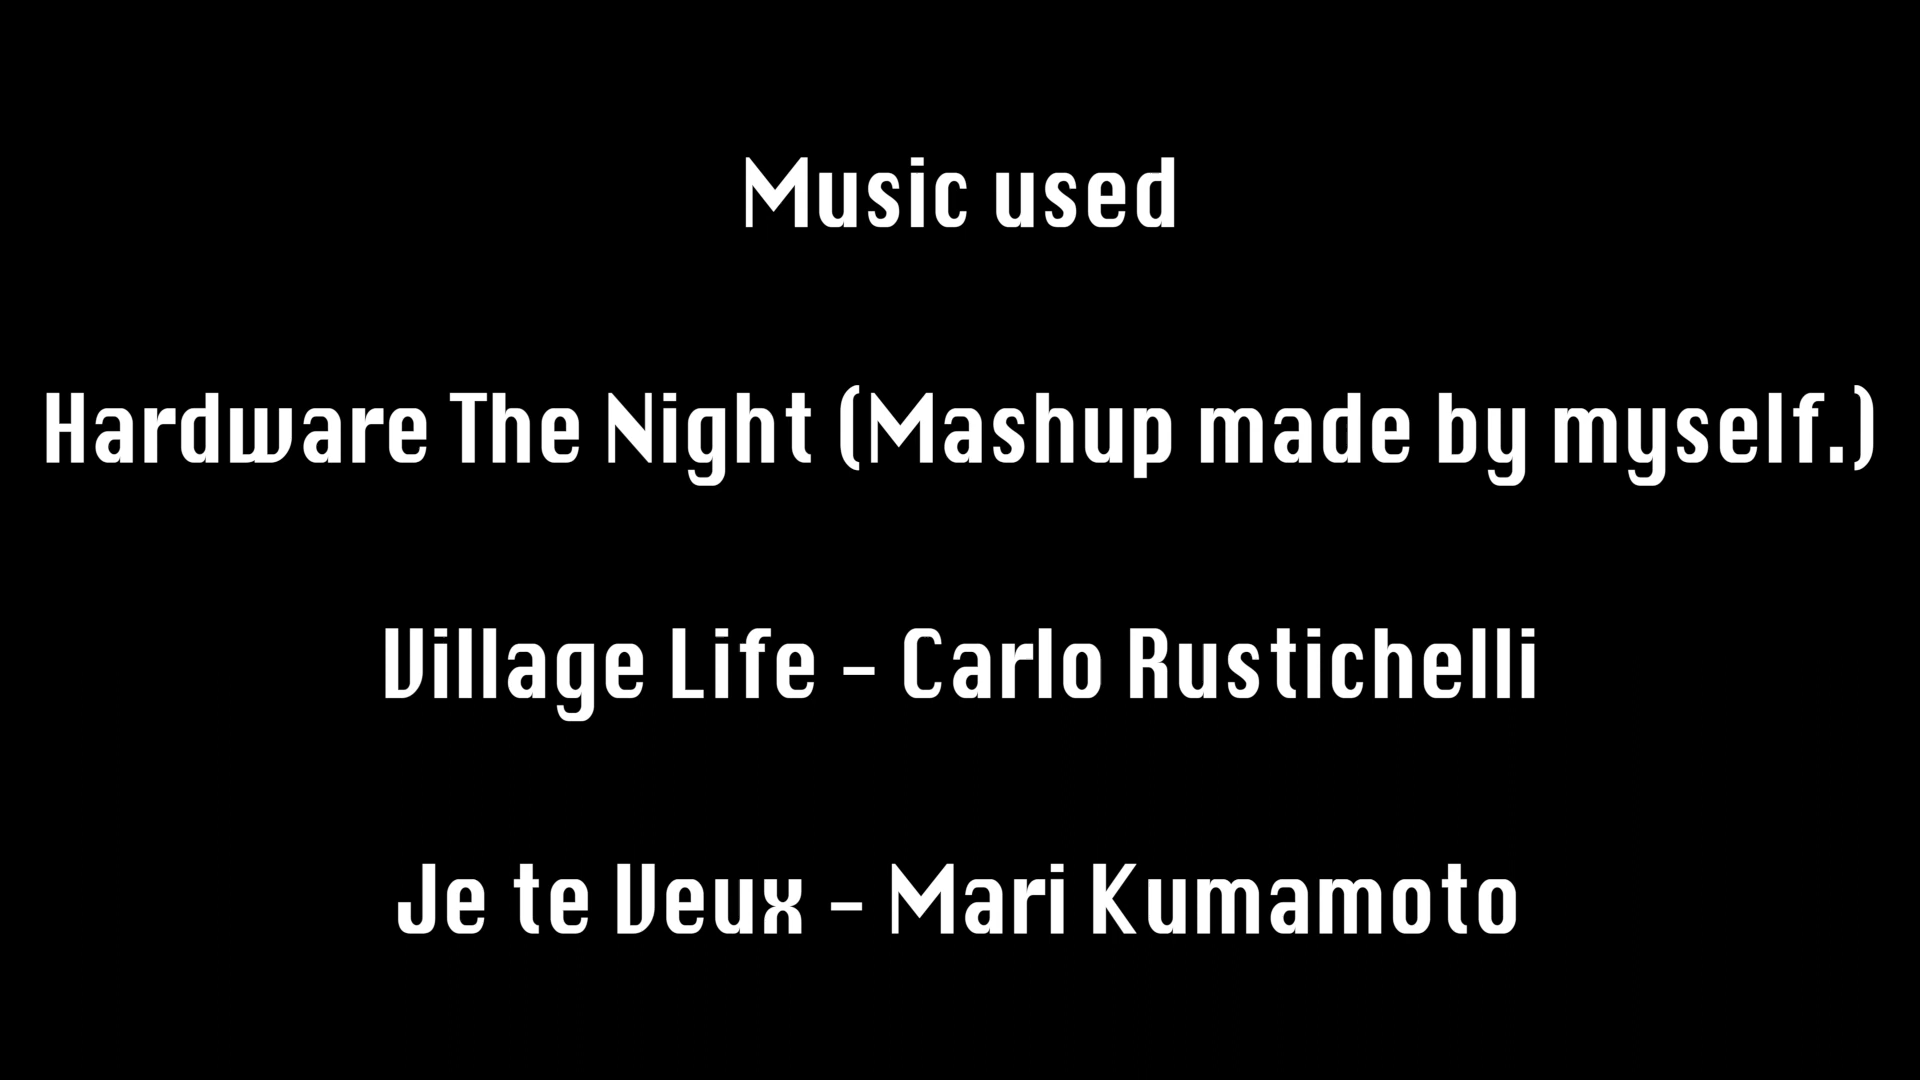 Music used
Hardware The Night (Mashup made by myself.)
Village Life - Carlo Rustichelli
Je te Veux - Mari Kumamoto